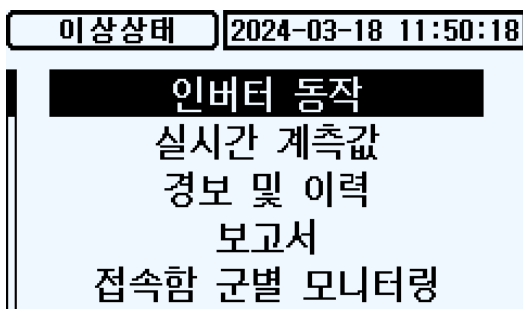 이상상태 2024-03-18 11:50:18
인버터 동작
실시간 계측값
경보 및 이력
보고서
접속함 군별 모니터링